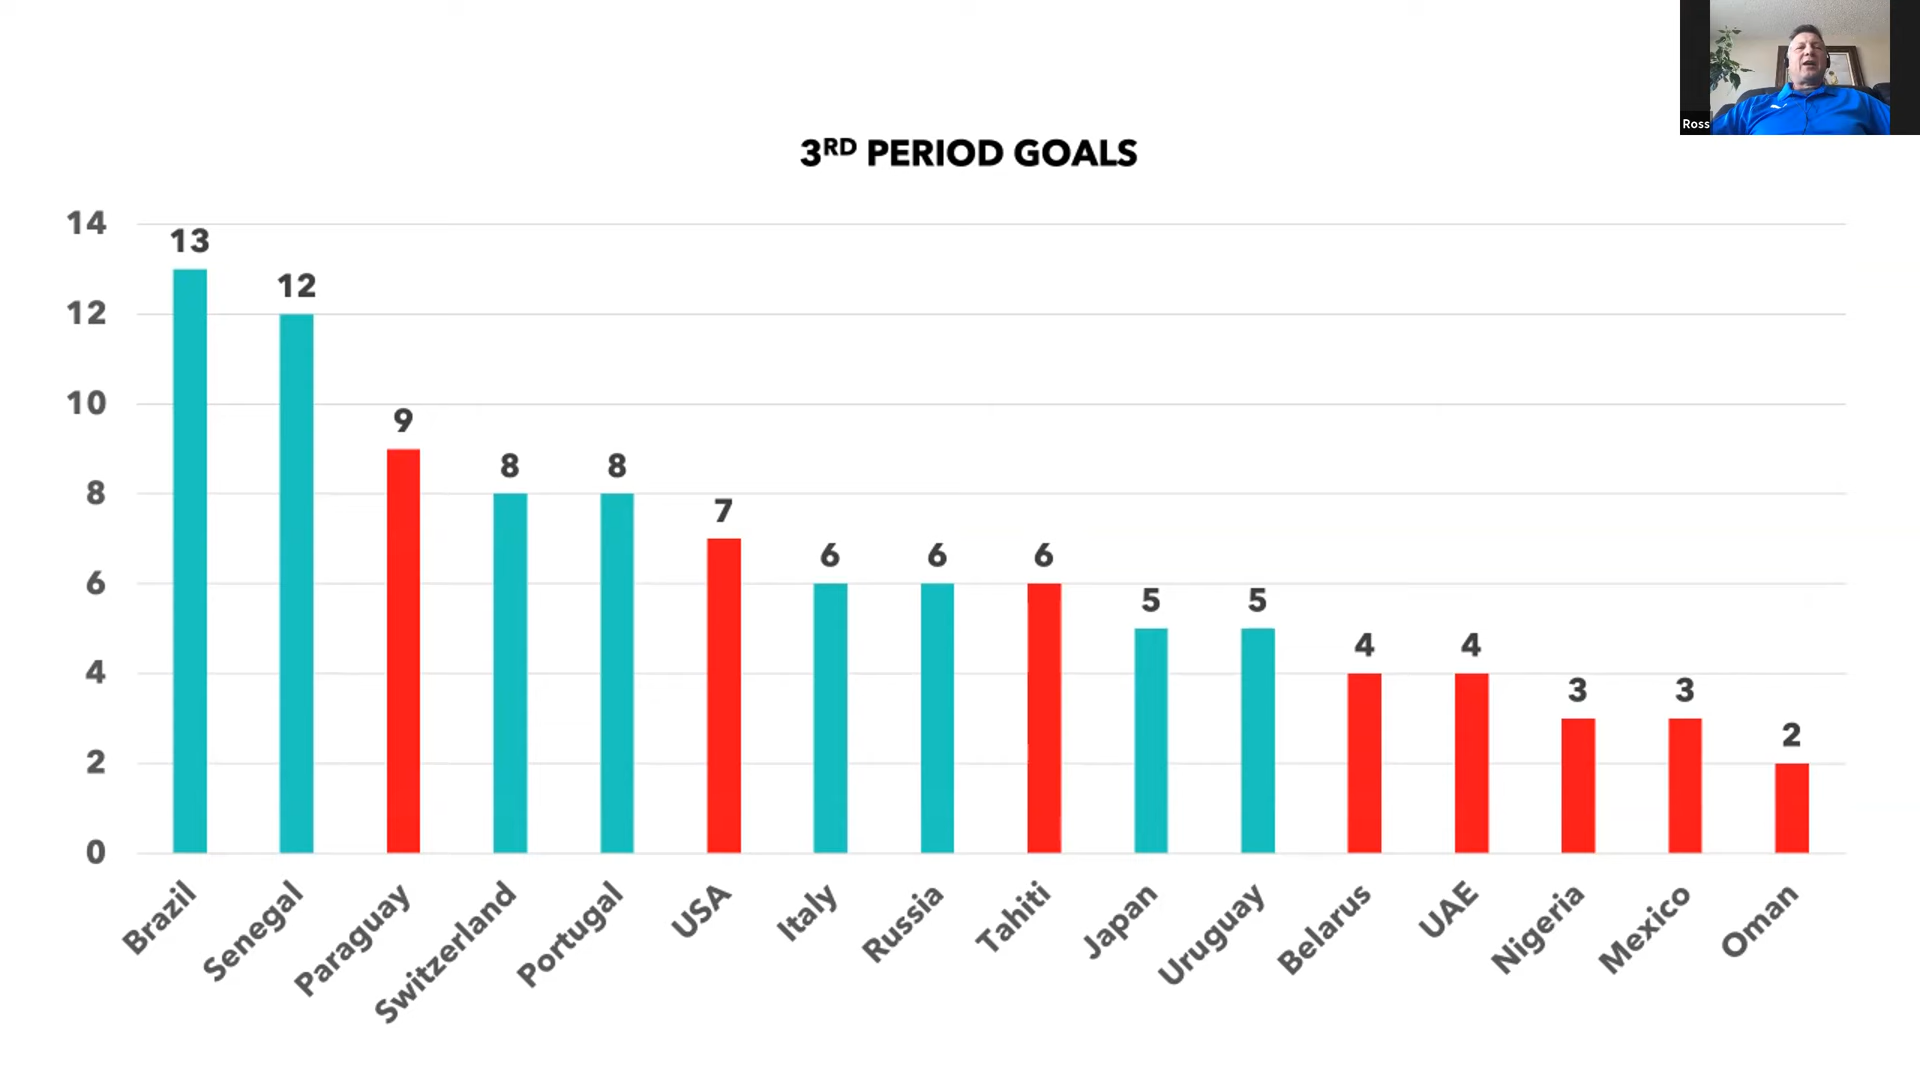 Ross
3RD PERIOD GOALS
14
12
10
8
6
4
2
0
13
12
9
8
8
7
6
6
6
5
5
4
4
3
3
2
Brazil
Senegal
Paraguay
Switzerland
Portugal
USA
Italy
Russia
Tahiti
Japan
Uruguay
Belarus
UAE
Nigeria
Mexico
Oman